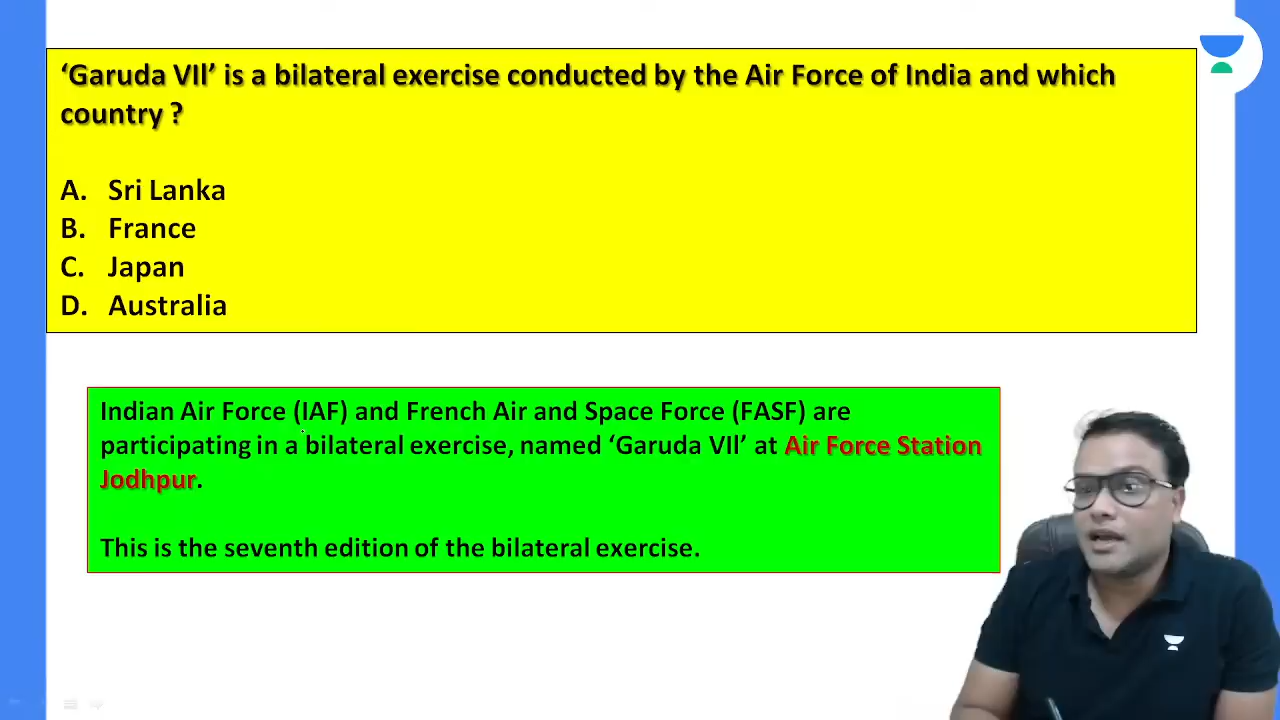 ‘Garuda VIl’ is a bilateral exercise conducted by the Air Force of India and which
country ?
A. Sri Lanka
B. France
C. Japan
D. Australia
Indian Air Force (IAF) and French Air and Space Force (FASF) are
participating in a bilateral exercise, named ‘Garuda VIl’ at Air Force Station
Jodhpur.
This is the seventh edition of the bilateral exercise.